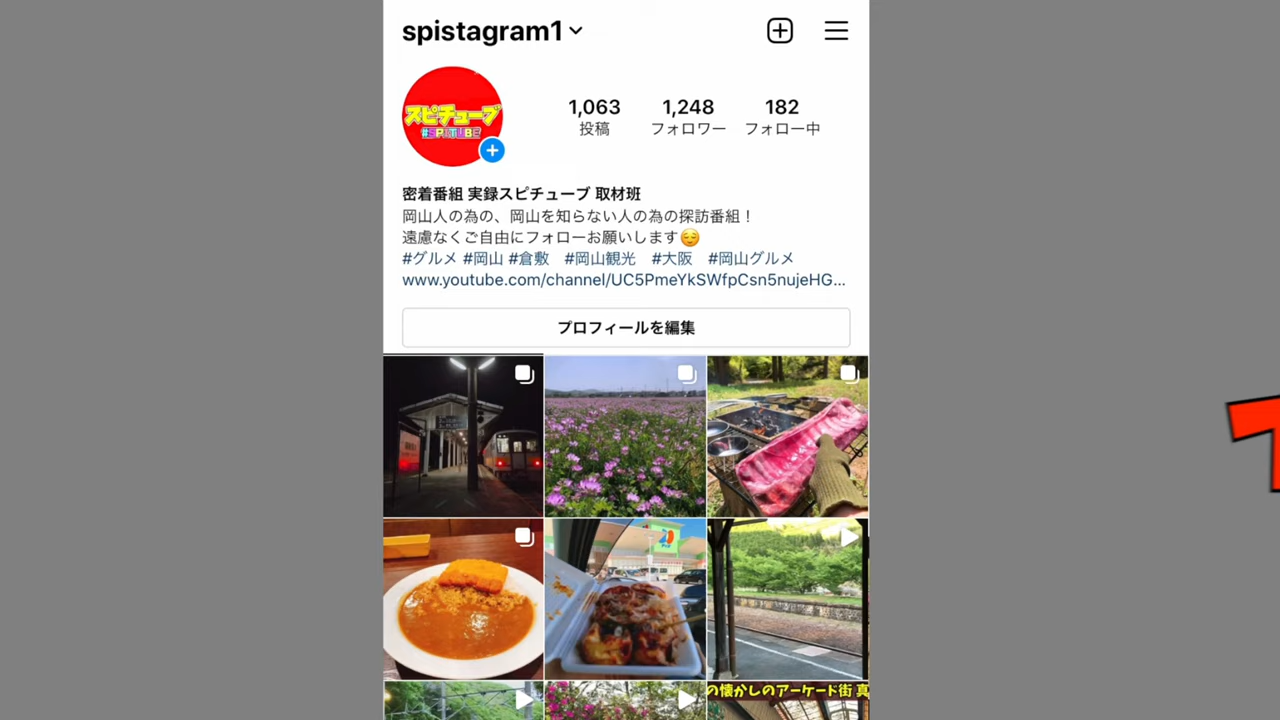 spistagram1
スピチューブ
#SPITUBE
1,063
投稿
1,248
フォロワー
182
フォロー中
密着番組 実録スピチューブ 取材班
岡山人の為の、岡山を知らない人の為の探訪番組！
遠慮なくご自由にフォローお願いします😌
#グルメ #岡山 #倉敷　#岡山観光　#大阪　#岡山グルメ
www.youtube.com/channel/UC5PmeYkSWfpCsn5nujeHG...
プロフィールを編集
の懐かしのアーケード街 真